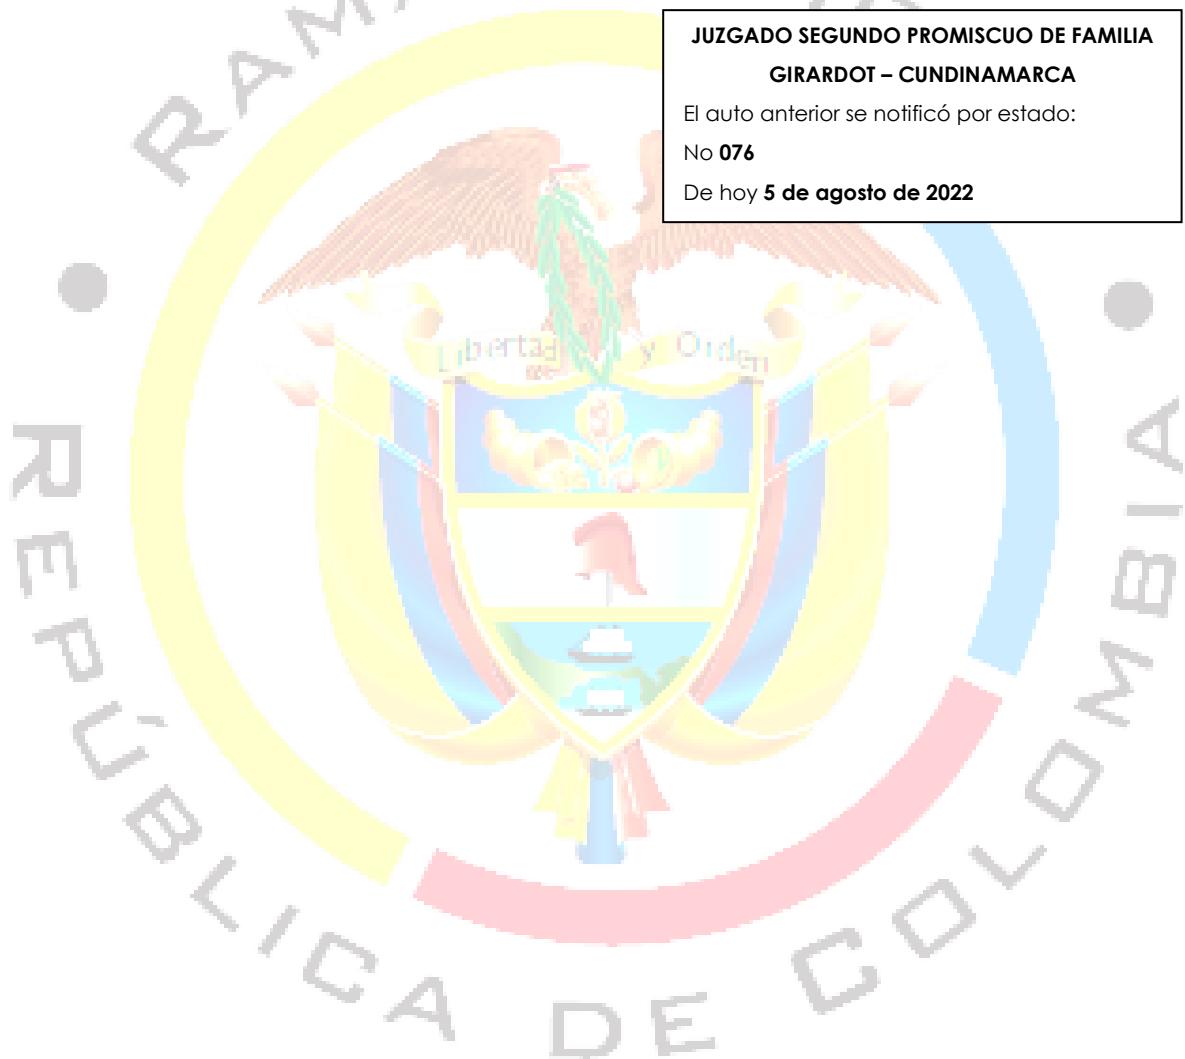 JUZGADO SEGUNDO PROMISCUO DE FAMILIA
GIRARDOT – CUNDINAMARCA
El auto anterior se notificó por estado:
No 076
De hoy 5 de agosto de 2022
Libertad y Orden
REPÚBLICA DE COLOMBIA